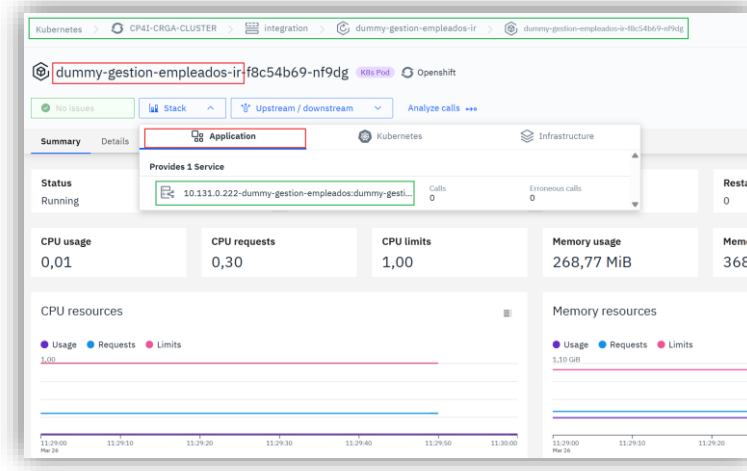 Kubernetes > CP4I-CRGA-CLUSTER > integration > dummy-gestion-empleados-ir > dummy-gestion-empleados-ir-f8c54b69-nf9dg
dummy-gestion-empleados-ir-f8c54b69-nf9dg K8s Pod Openshift
No issues Stack Upstream / downstream Analyze calls
Summary Details Application Kubernetes Infrastructure
Provides 1 Service
10.131.0.222-dummy-gestion-empleados:dummy-gesti... Calls 0 Erroneous calls 0
Status Resta
Running 0
CPU usage CPU requests CPU limits Memory usage Mem
0,01 0,30 1,00 268,77 MiB 368
CPU resources Memory resources
Usage Requests Limits Usage Requests Limits
1,00 1,10 GiB
11:29:00 11:29:10 11:29:20 11:29:30 11:29:40 11:29:50 11:30:00 11:29:00 11:29:10 11:29:20
Mar 26 Mar 26